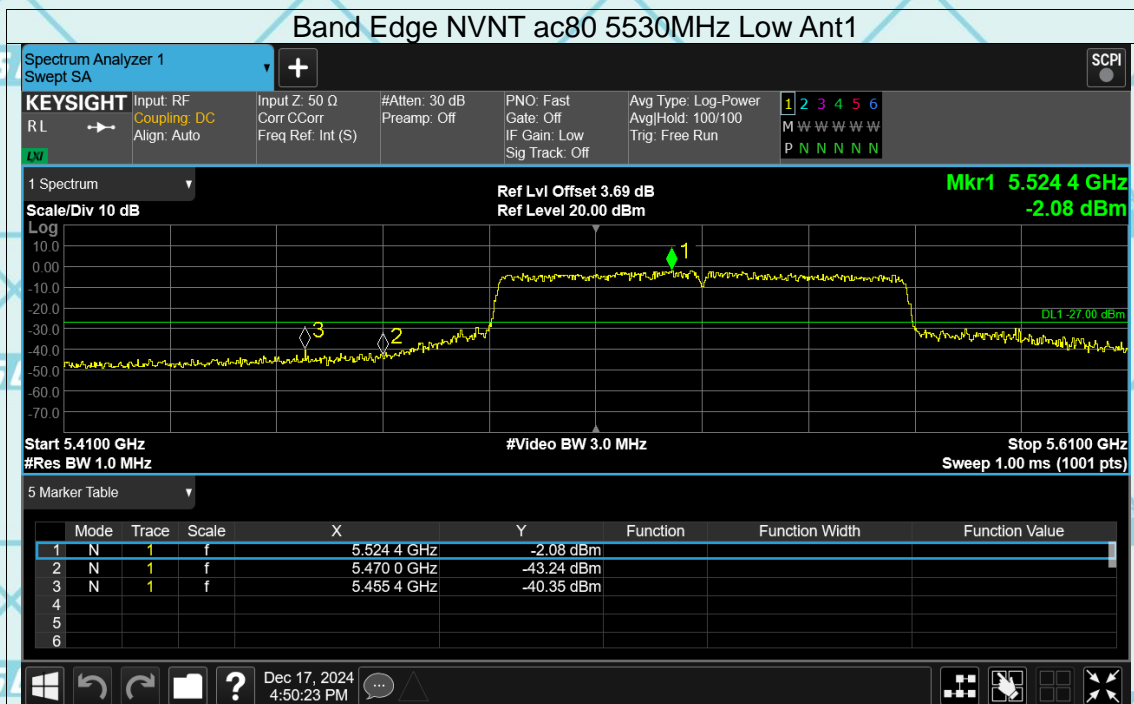 Band Edge NVNT ac80 5530MHz Low Ant1
Spectrum Analyzer 1
Swept SA
▼
+
SCPI
KEYSIGHT
RL
LXI
Input: RF
Coupling: DC
Align: Auto
Input Z: 50 Ω
Corr CCorr
Freq Ref: Int (S)
#Atten: 30 dB
Preamp: Off
PNO: Fast
Gate: Off
IF Gain: Low
Sig Track: Off
Avg Type: Log-Power
Avg|Hold: 100/100
Trig: Free Run
1 2 3 4 5 6
M W W W W W
P N N N N N
1 Spectrum ▼
Scale/Div 10 dB
Ref Lvl Offset 3.69 dB
Ref Level 20.00 dBm
Mkr1 5.524 4 GHz
-2.08 dBm
Log
10.0
0.00
-10.0
-20.0
-30.0
-40.0
-50.0
-60.0
-70.0
1
2
3
DL1 -27.00 dBm
Start 5.4100 GHz
#Res BW 1.0 MHz
#Video BW 3.0 MHz
Stop 5.6100 GHz
Sweep 1.00 ms (1001 pts)
5 Marker Table ▼
Mode Trace Scale X Y Function Function Width Function Value
1 N 1 f 5.524 4 GHz -2.08 dBm
2 N 1 f 5.470 0 GHz -43.24 dBm
3 N 1 f 5.455 4 GHz -40.35 dBm
4
5
6
?
Dec 17, 2024
4:50:23 PM